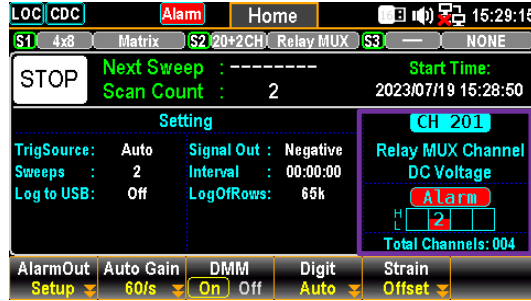 LOC CDC Alarm Home 15:29:15
S1 4x8 Matrix S2 20+2CH Relay MUX S3 — NONE
STOP
Next Sweep : --------
Scan Count : 2
Start Time:
2023/07/19 15:28:50
Setting
TrigSource: Auto Signal Out : Negative
Sweeps : 2 Interval : 00:00:00
Log to USB: Off LogOfRows: 65k
CH 201
Relay MUX Channel
DC Voltage
Alarm
H
L 2
Total Channels: 004
AlarmOut Auto Gain DMM Digit Strain
Setup 60/s On Off Auto Offset